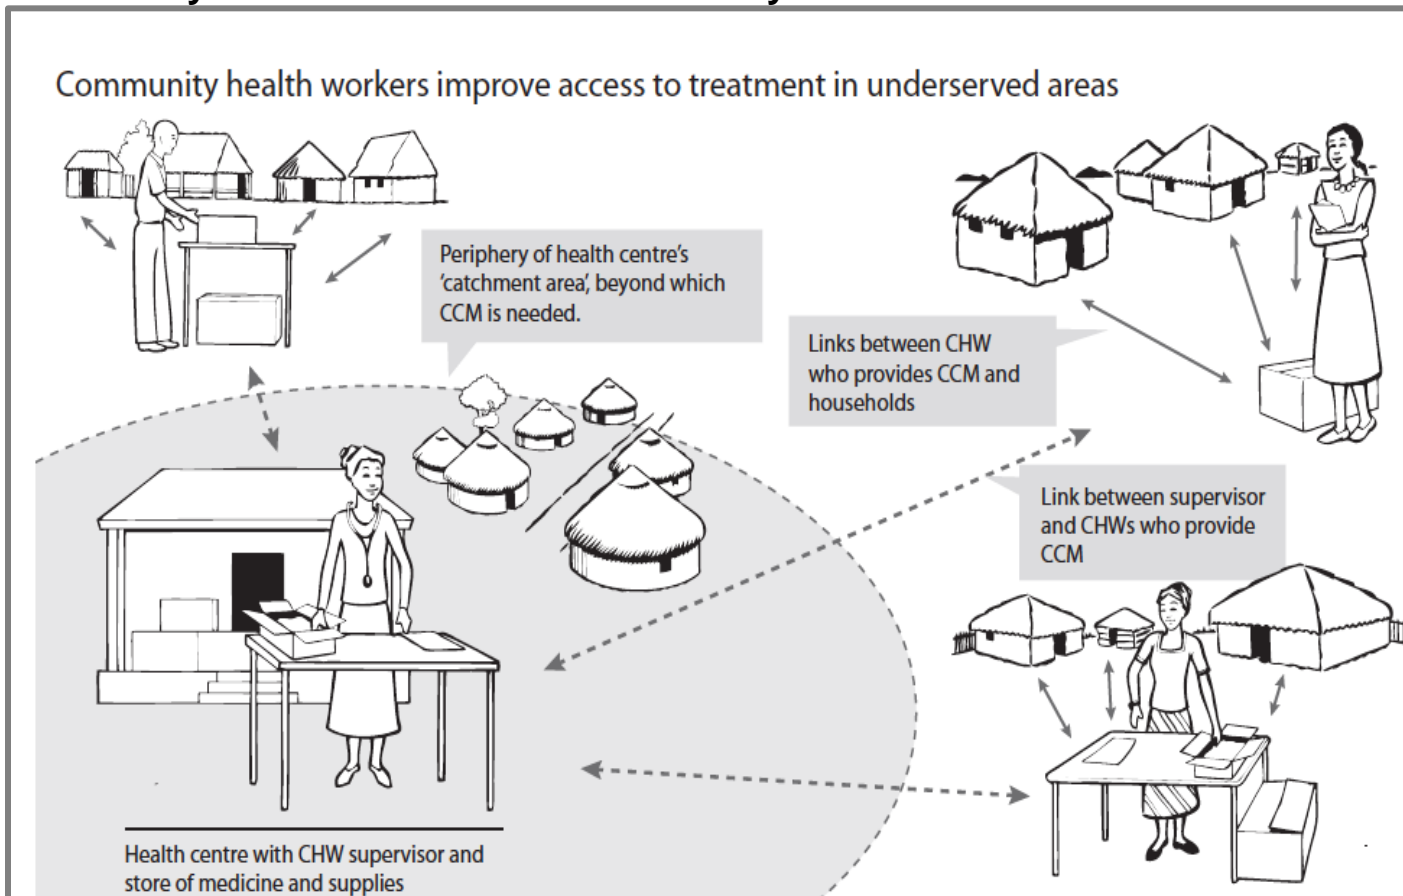 Community health workers improve access to treatment in underserved areas
Periphery of health centre's
'catchment area', beyond which
CCM is needed.
Links between CHW
who provides CCM and
households
Link between supervisor
and CHWs who provide
CCM
Health centre with CHW supervisor and
store of medicine and supplies